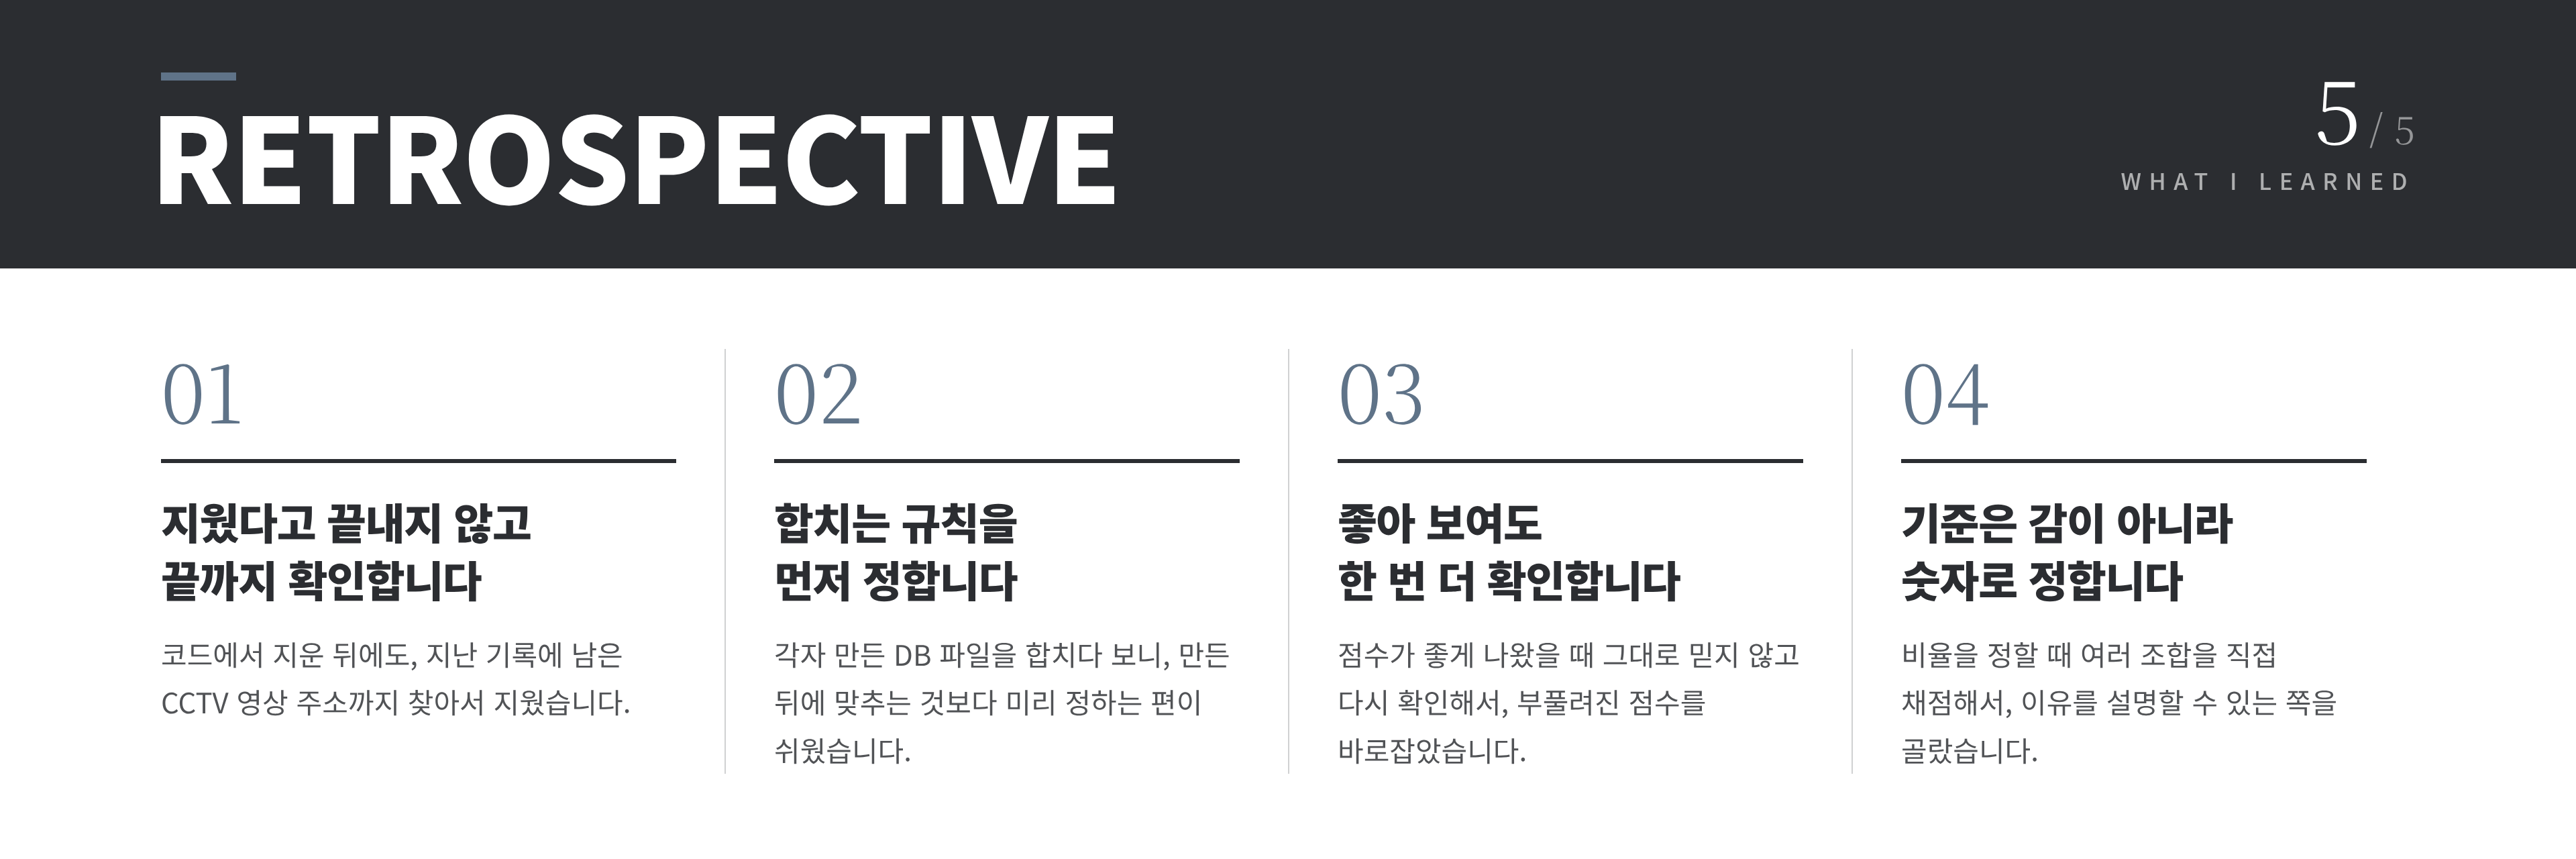 RETROSPECTIVE
5 / 5
WHAT I LEARNED
01
지웠다고 끝내지 않고
끝까지 확인합니다
코드에서 지운 뒤에도, 지난 기록에 남은
CCTV 영상 주소까지 찾아서 지웠습니다.
02
합치는 규칙을
먼저 정합니다
각자 만든 DB 파일을 합치다 보니, 만든
뒤에 맞추는 것보다 미리 정하는 편이
쉬웠습니다.
03
좋아 보여도
한 번 더 확인합니다
점수가 좋게 나왔을 때 그대로 믿지 않고
다시 확인해서, 부풀려진 점수를
바로잡았습니다.
04
기준은 감이 아니라
숫자로 정합니다
비율을 정할 때 여러 조합을 직접
채점해서, 이유를 설명할 수 있는 쪽을
골랐습니다.